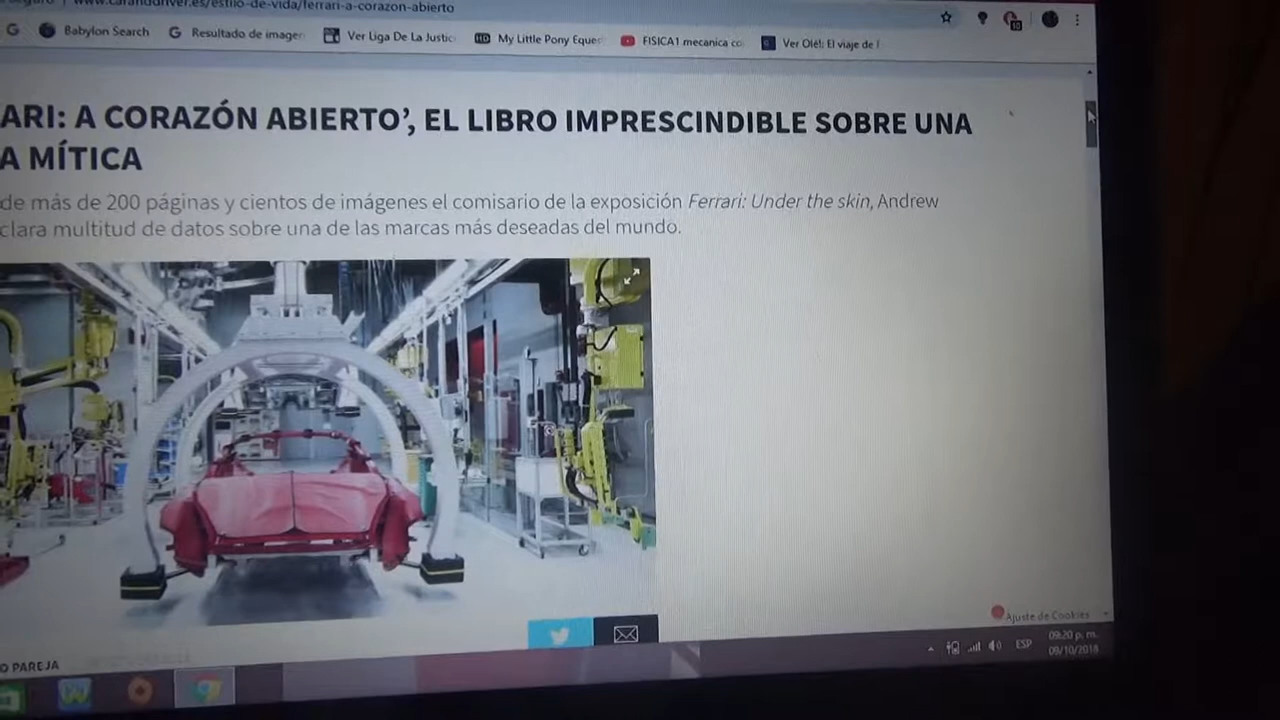 www.caranddriver.es/estilo-de-vida/ferrari-a-corazon-abierto
Babylon Search
Resultado de imagen
Ver Liga De La Justic
My Little Pony Eques
FISICA1 mecanica co
Ver Olé!: El viaje de F
ARI: A CORAZÓN ABIERTO’, EL LIBRO IMPRESCINDIBLE SOBRE UNA
A MÍTICA
de más de 200 páginas y cientos de imágenes el comisario de la exposición Ferrari: Under the skin, Andrew
clara multitud de datos sobre una de las marcas más deseadas del mundo.
Ajuste de Cookies
O PAREJA
ESP
09:20 p. m.
09/10/2018